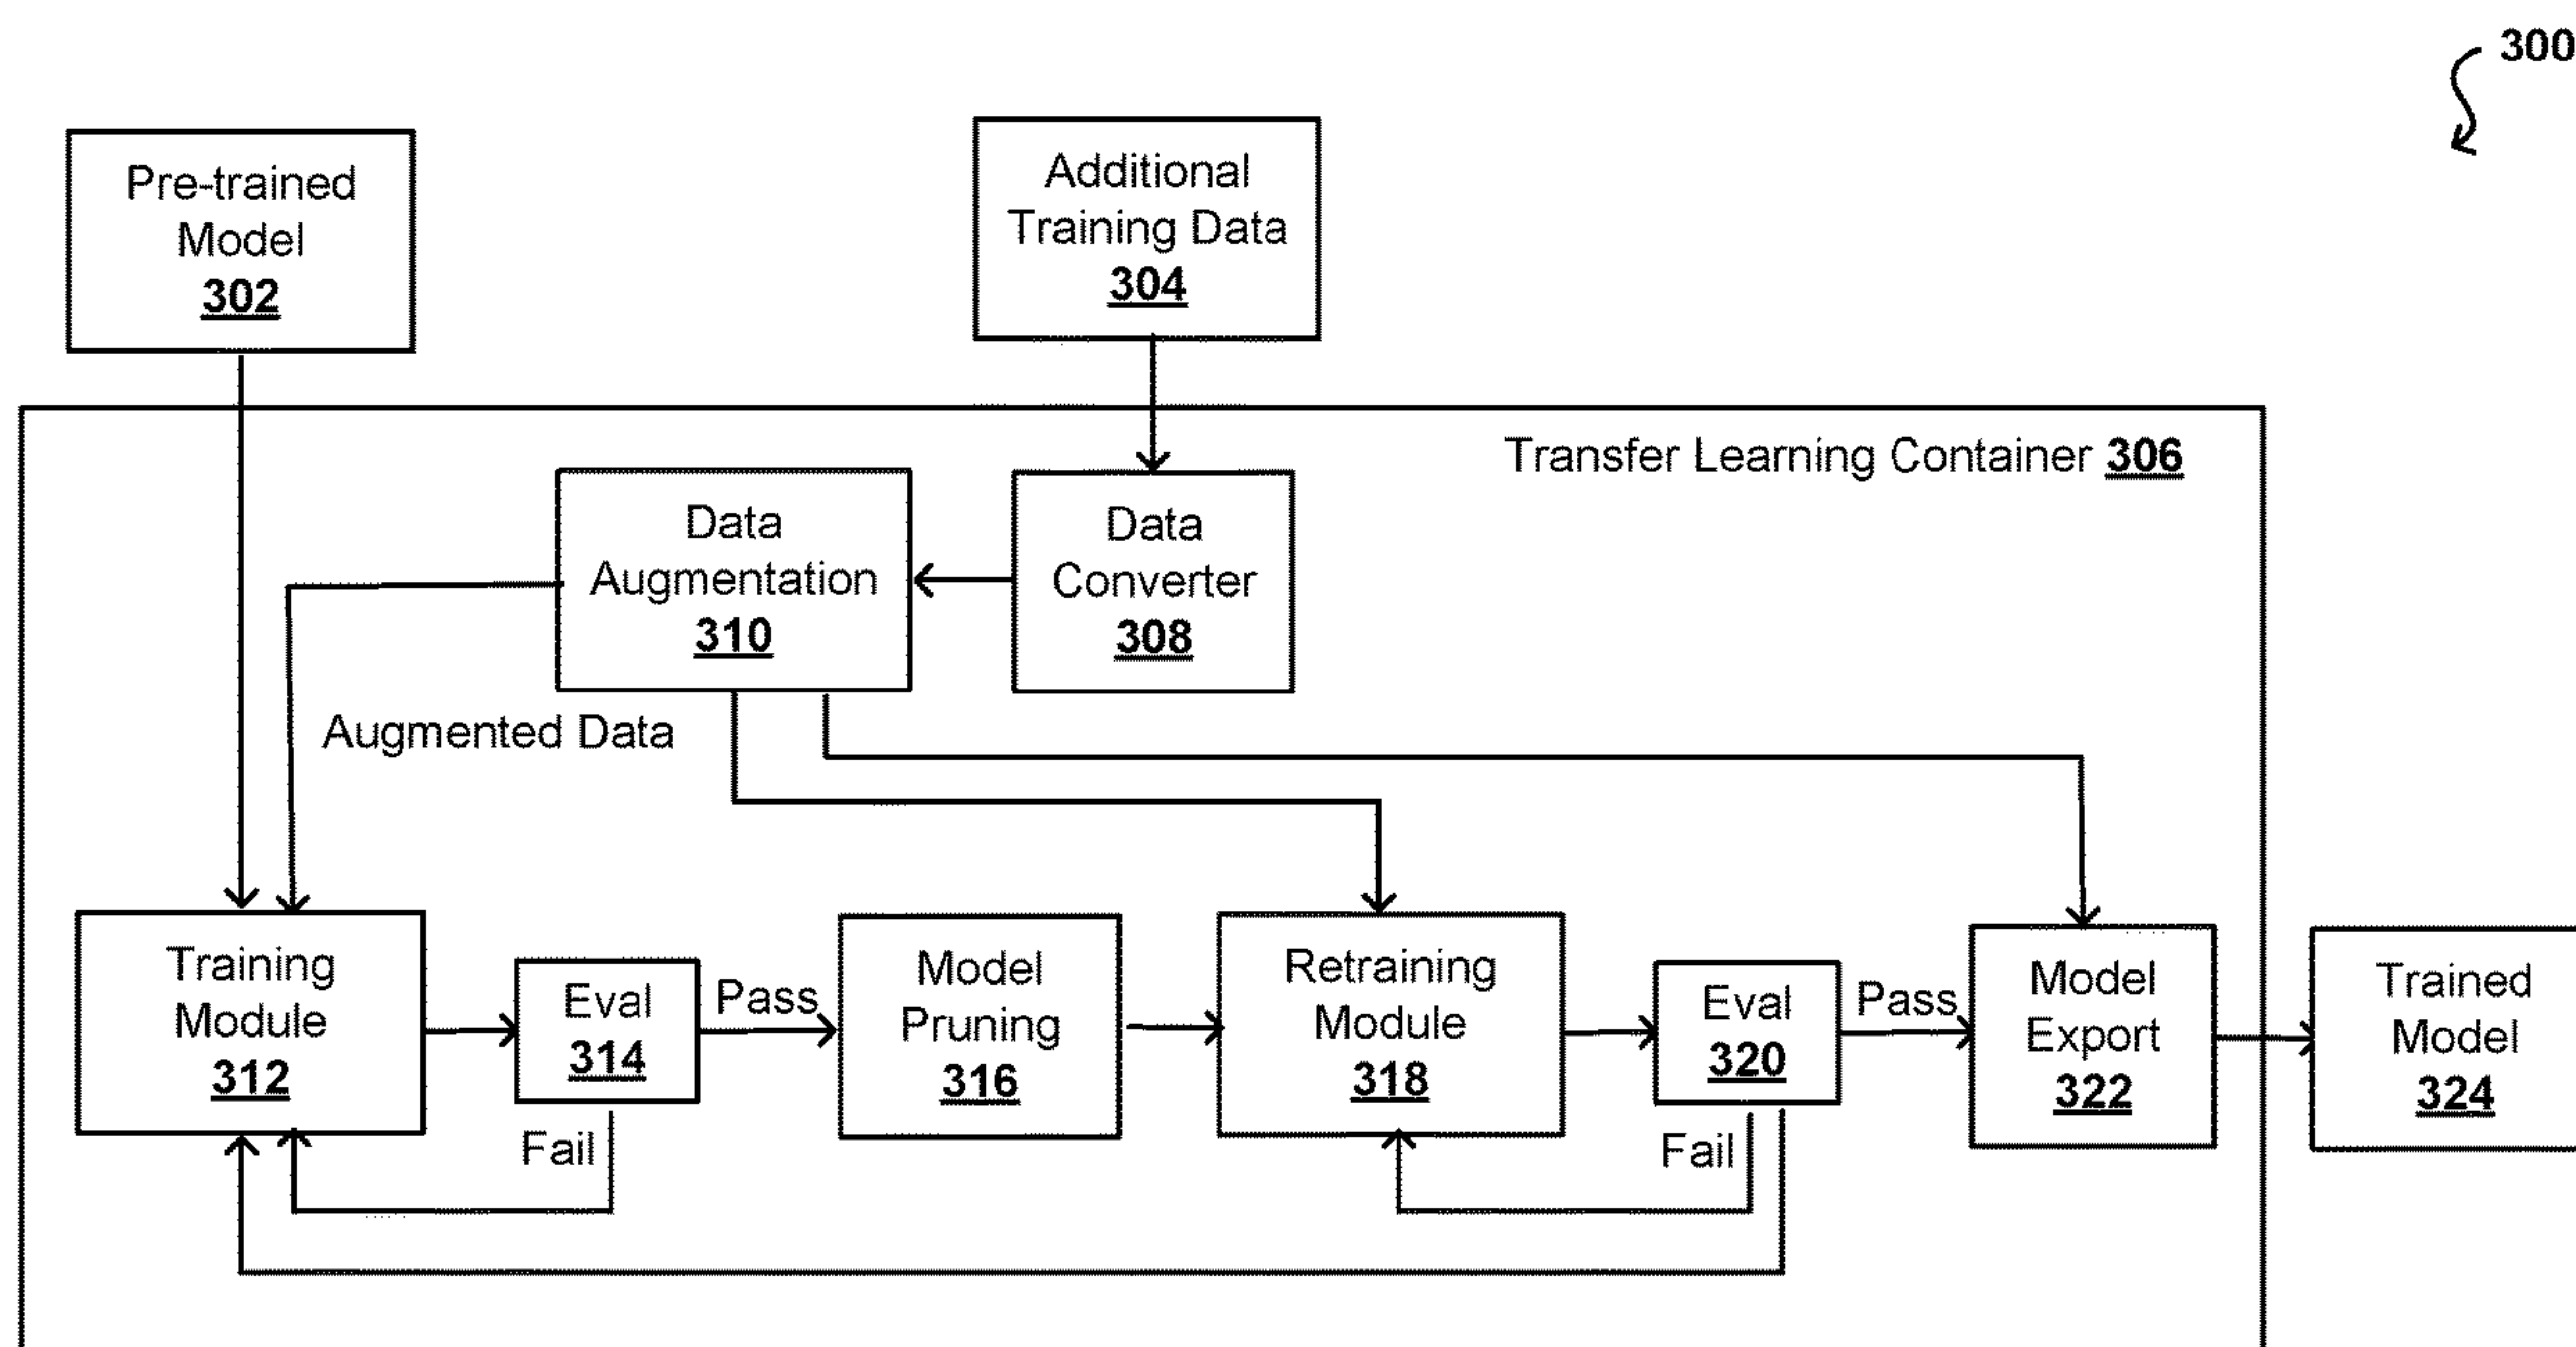 300
Pre-trained
Model
302
Additional
Training Data
304
Transfer Learning Container 306
Data
Augmentation
310
Data
Converter
308
Augmented Data
Training
Module
312
Eval
314
Pass
Fail
Model
Pruning
316
Retraining
Module
318
Eval
320
Pass
Fail
Model
Export
322
Trained
Model
324